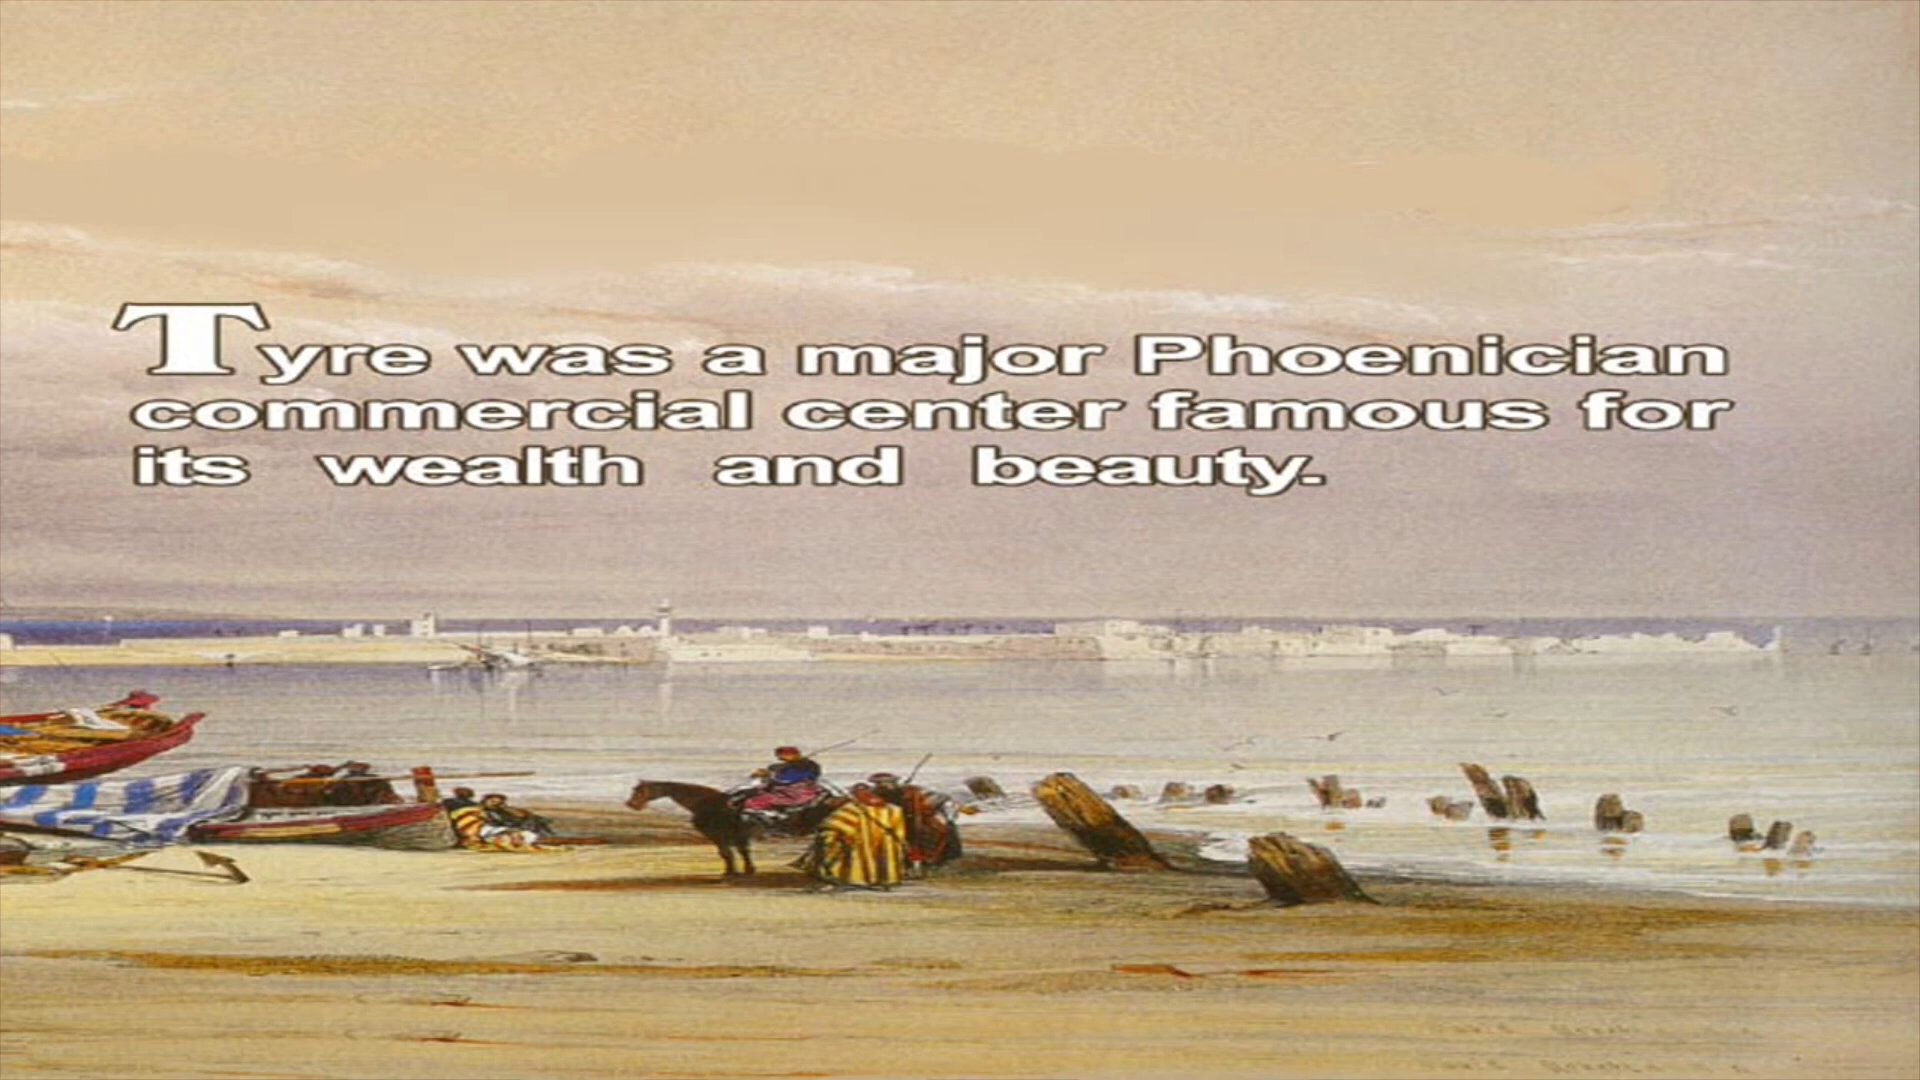 Tyre was a major Phoenician
commercial center famous for
its wealth and beauty.